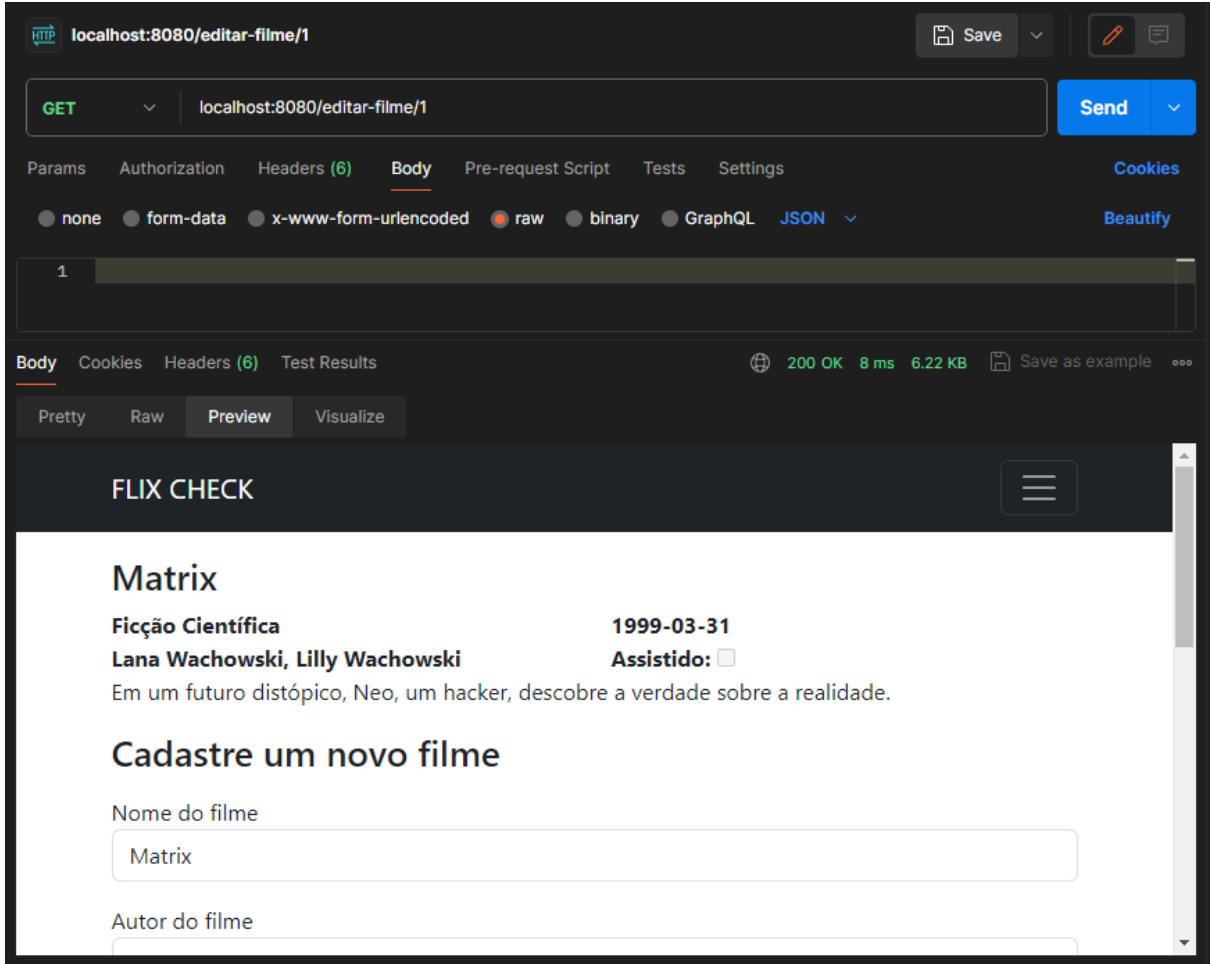 HTTP localhost:8080/editar-filme/1 Save
GET localhost:8080/editar-filme/1 Send
Params Authorization Headers (6) Body Pre-request Script Tests Settings Cookies
none form-data x-www-form-urlencoded raw binary GraphQL JSON Beautify
1
Body Cookies Headers (6) Test Results 200 OK 8 ms 6.22 KB Save as example
Pretty Raw Preview Visualize
FLIX CHECK
Matrix
Ficção Científica 1999-03-31
Lana Wachowski, Lilly Wachowski Assistido:
Em um futuro distópico, Neo, um hacker, descobre a verdade sobre a realidade.
Cadastre um novo filme
Nome do filme
Matrix
Autor do filme